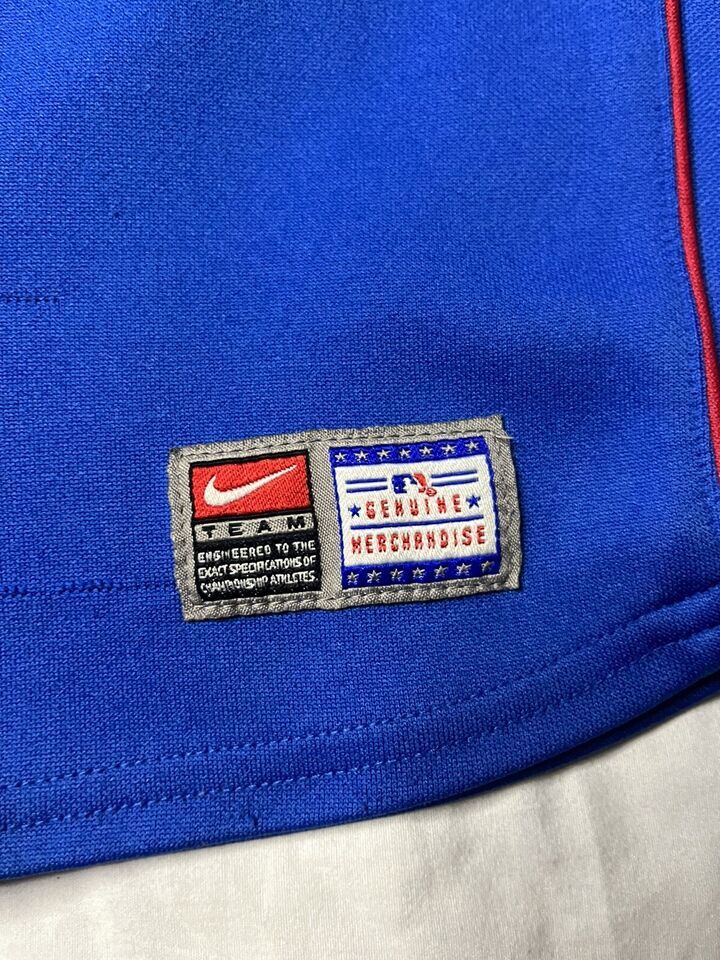 TEAM
ENGINEERED TO THE
EXACT SPECIFICATIONS OF
CHAMPIONSHIP ATHLETES.
GENUINE
MERCHANDISE